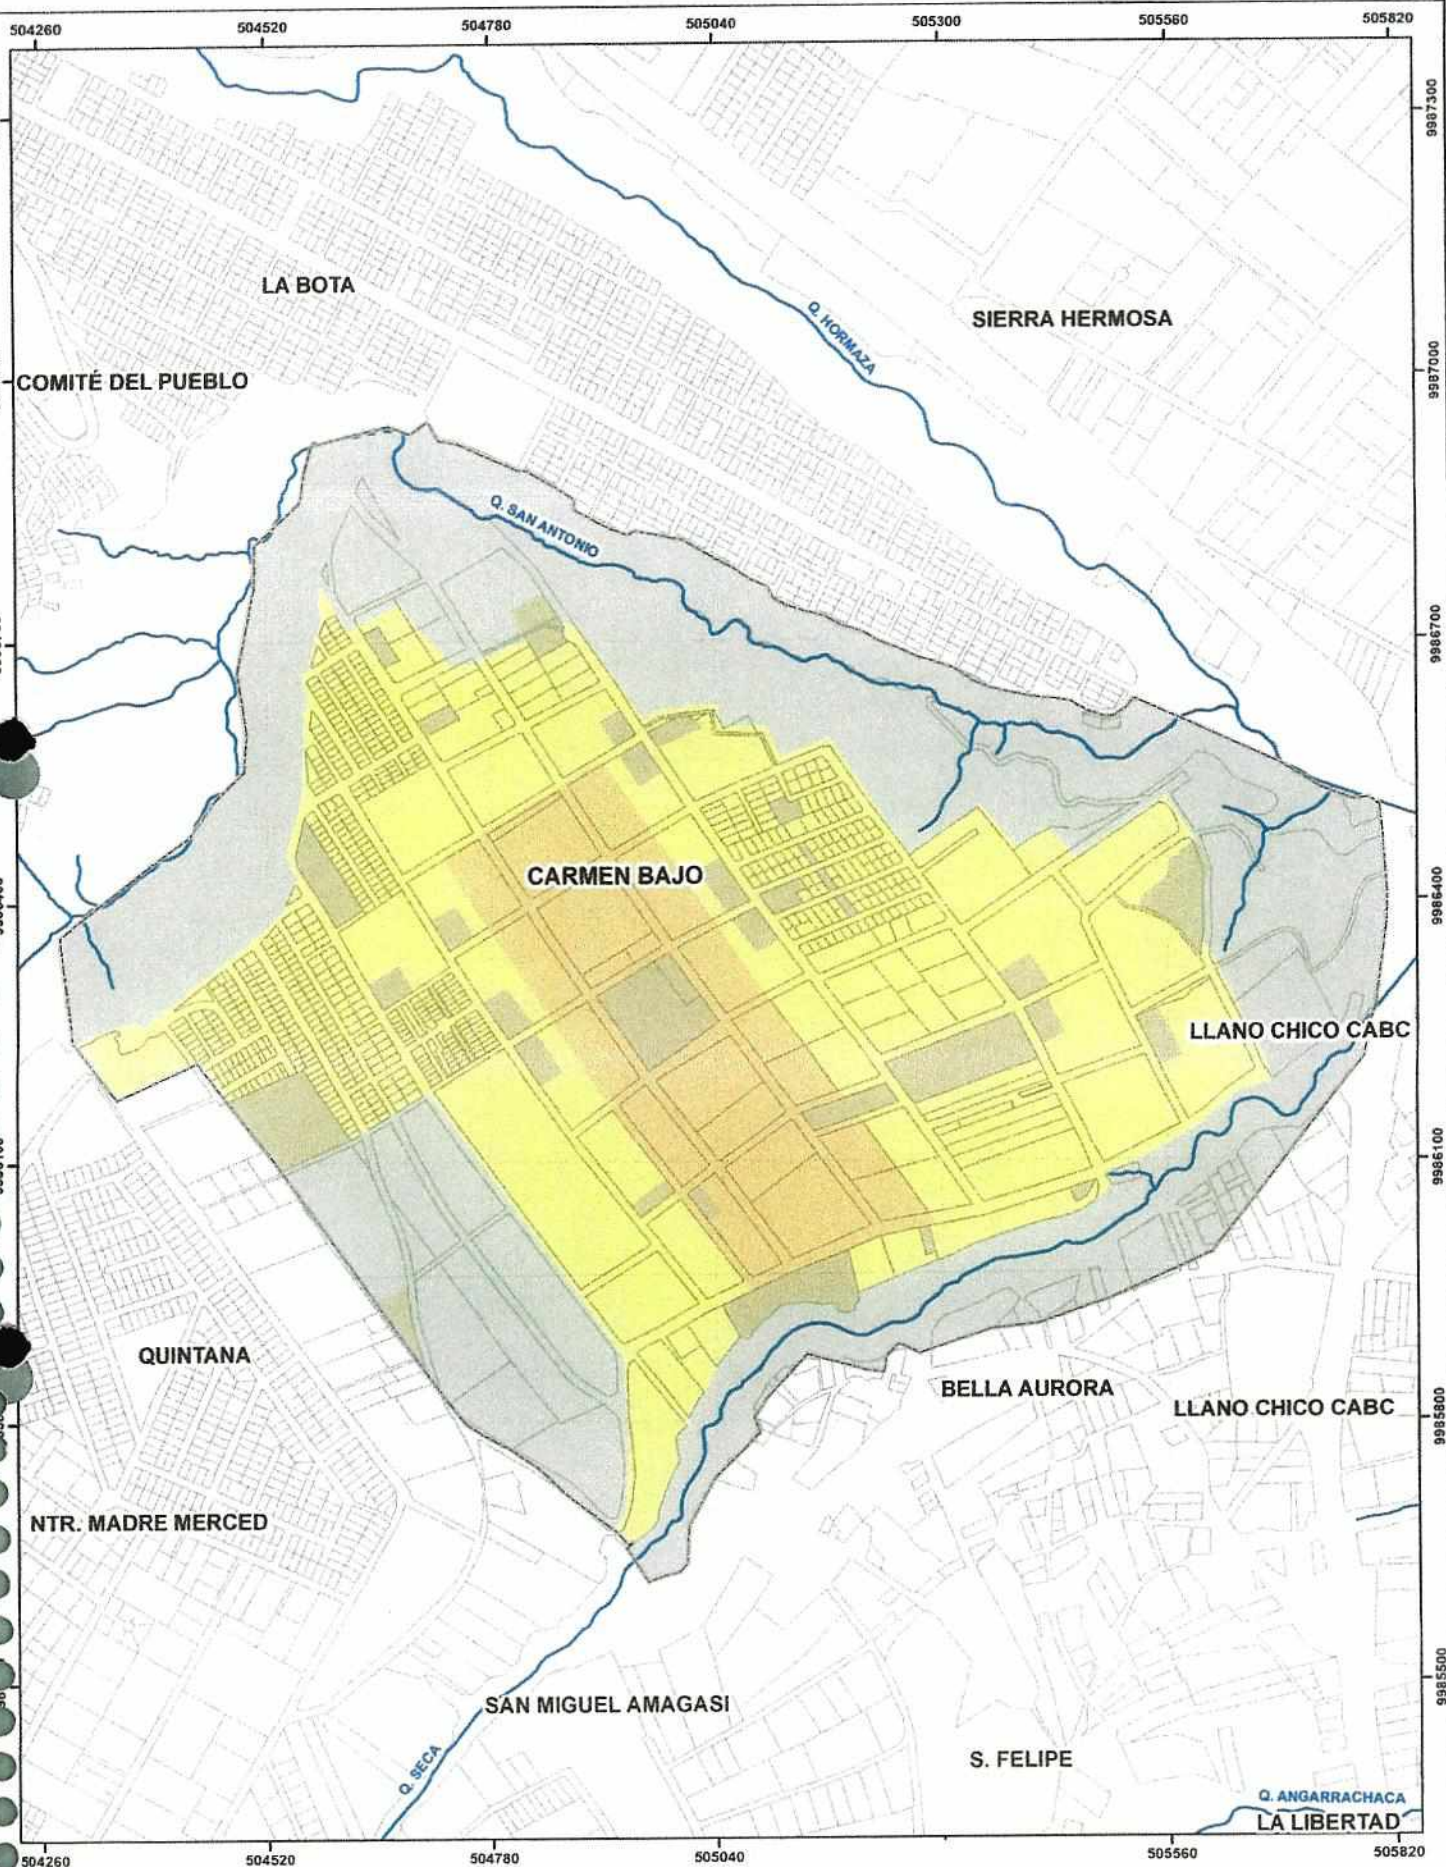 504260 504520 504780 505040 505300 505560 505820
9987300
LA BOTA
Q. HORMAZA
SIERRA HERMOSA
9987000
COMITÉ DEL PUEBLO
Q. SAN ANTONIO
9986700
CARMEN BAJO
9986400
LLANO CHICO CABC
9986100
QUINTANA
BELLA AURORA
LLANO CHICO CABC
9985800
NTR. MADRE MERCED
9985500
SAN MIGUEL AMAGASI
Q. SECA
S. FELIPE
Q. ANGARRACHACA
LA LIBERTAD
504260 504520 504780 505040 505560 505820